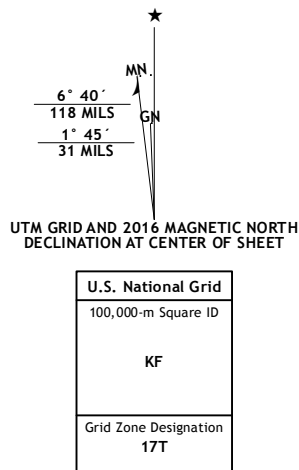 ★
MN
6° 40´
118 MILS
GN
1° 45´
31 MILS
UTM GRID AND 2016 MAGNETIC NORTH
DECLINATION AT CENTER OF SHEET
U.S. National Grid
100,000-m Square ID
KF
Grid Zone Designation
17T